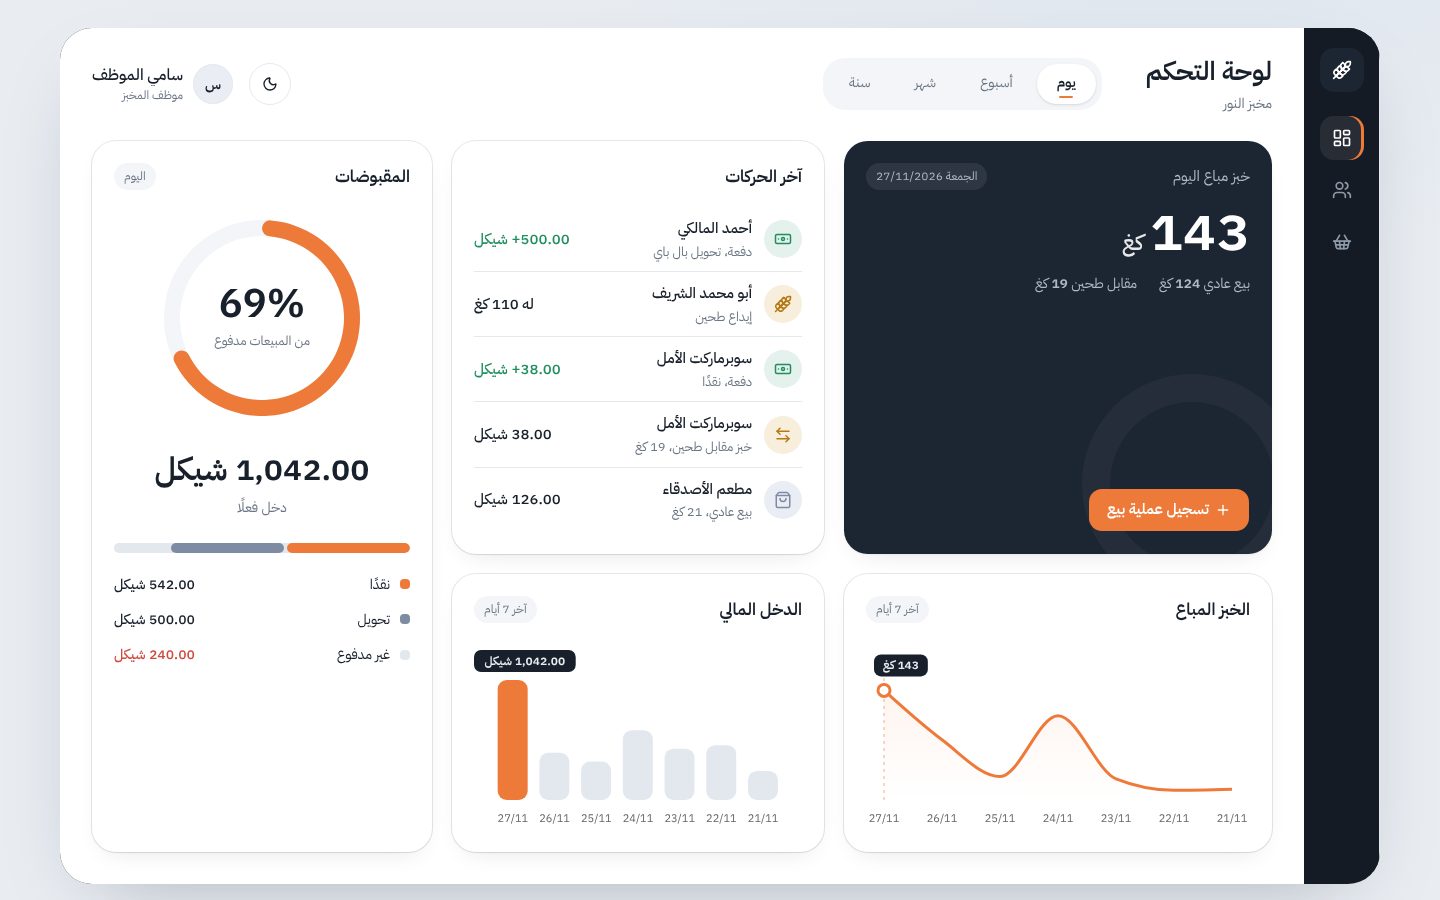 لوحة التحكم
مخبز النور
يوم
أسبوع
شهر
سنة
سامي الموظف
موظف المخبز
س
خبز مباع اليوم
الجمعة 27/11/2026
143 كغ
بيع عادي 124 كغ
مقابل طحين 19 كغ
+ تسجيل عملية بيع
آخر الحركات
أحمد المالكي
دفعة، تحويل بال باي
+500.00 شيكل
أبو محمد الشريف
إيداع طحين
له 110 كغ
سوبرماركت الأمل
دفعة، نقدًا
+38.00 شيكل
سوبرماركت الأمل
خبز مقابل طحين، 19 كغ
38.00 شيكل
مطعم الأصدقاء
بيع عادي، 21 كغ
126.00 شيكل
المقبوضات
اليوم
69%
من المبيعات مدفوع
1,042.00 شيكل
دخل فعلًا
نقدًا
542.00 شيكل
تحويل
500.00 شيكل
غير مدفوع
240.00 شيكل
الخبز المباع
آخر 7 أيام
143 كغ
21/11
22/11
23/11
24/11
25/11
26/11
27/11
الدخل المالي
آخر 7 أيام
1,042.00 شيكل
21/11
22/11
23/11
24/11
25/11
26/11
27/11